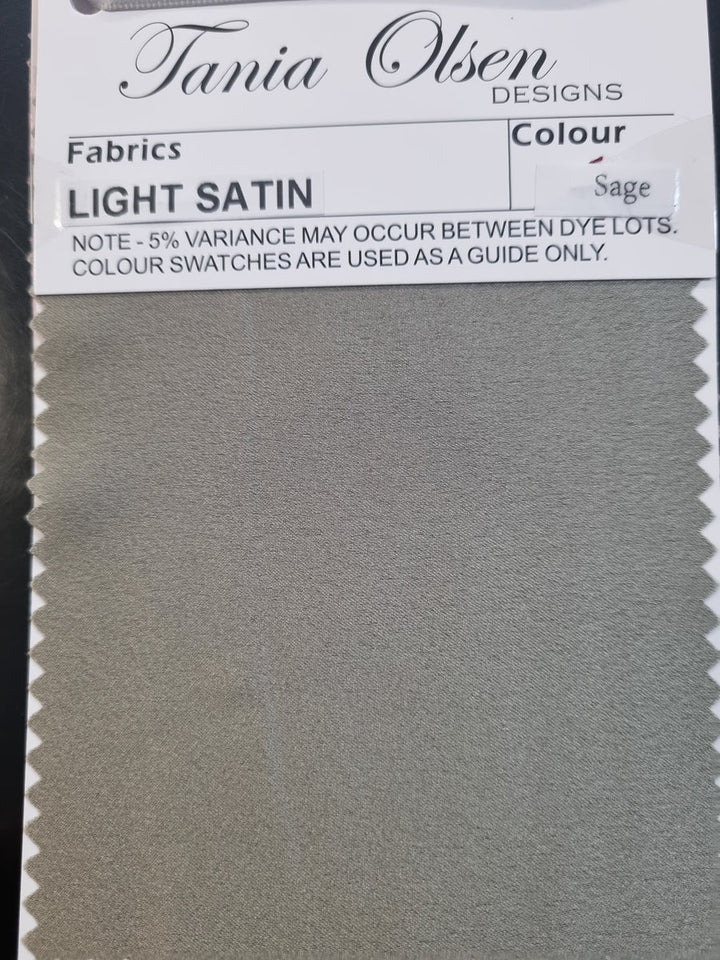 Tania Olsen
DESIGNS
Fabrics
Colour
LIGHT SATIN
Sage
NOTE - 5% VARIANCE MAY OCCUR BETWEEN DYE LOTS.
COLOUR SWATCHES ARE USED AS A GUIDE ONLY.